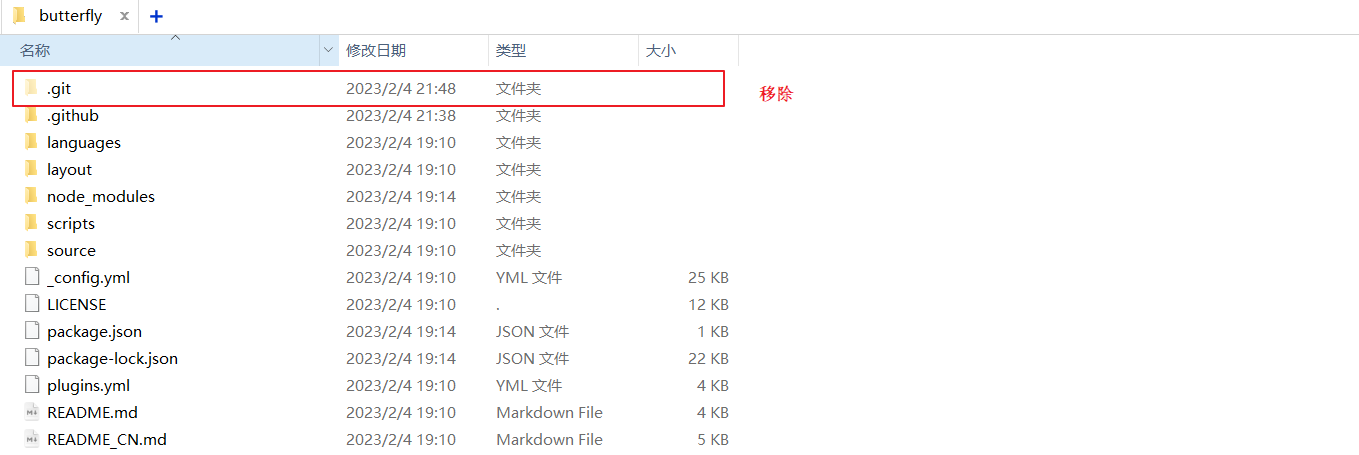 butterfly x +
名称 修改日期 类型 大小
.git 2023/2/4 21:48 文件夹 移除
.github 2023/2/4 21:38 文件夹
languages 2023/2/4 19:10 文件夹
layout 2023/2/4 19:10 文件夹
node_modules 2023/2/4 19:14 文件夹
scripts 2023/2/4 19:10 文件夹
source 2023/2/4 19:10 文件夹
_config.yml 2023/2/4 19:10 YML 文件 25 KB
LICENSE 2023/2/4 19:10 . 12 KB
package.json 2023/2/4 19:14 JSON 文件 1 KB
package-lock.json 2023/2/4 19:14 JSON 文件 22 KB
plugins.yml 2023/2/4 19:10 YML 文件 4 KB
README.md 2023/2/4 19:10 Markdown File 4 KB
README_CN.md 2023/2/4 19:10 Markdown File 5 KB